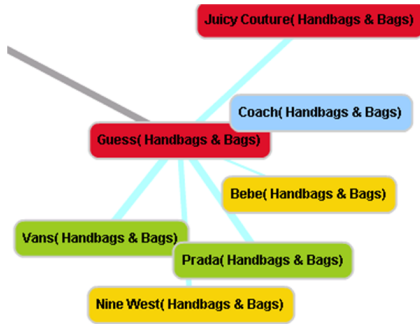 Juicy Couture( Handbags & Bags)
Coach( Handbags & Bags)
Guess( Handbags & Bags)
Bebe( Handbags & Bags)
Vans( Handbags & Bags)
Prada( Handbags & Bags)
Nine West( Handbags & Bags)